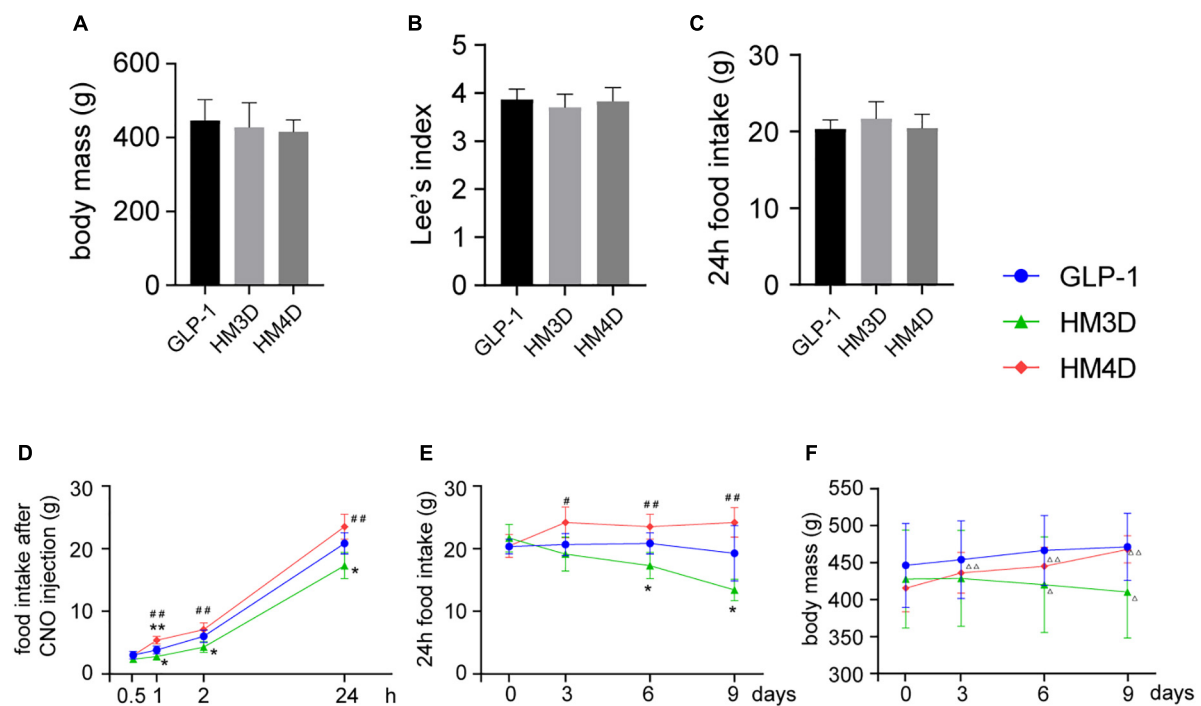 A
body mass (g)
600
400
200
0
GLP-1
HM3D
HM4D
B
Lee's index
5
4
3
2
1
0
GLP-1
HM3D
HM4D
C
24h food intake (g)
30
20
10
0
GLP-1
HM3D
HM4D
GLP-1
HM3D
HM4D
D
food intake after
CNO injection (g)
30
20
10
0
##
**
*
##
*
##
*
0.5 1 2 24 h
E
24h food intake (g)
30
20
10
0
#
##
##
*
*
0 3 6 9 days
F
body mass (g)
550
500
450
400
350
300
△△
△△
△
△△
△
0 3 6 9 days